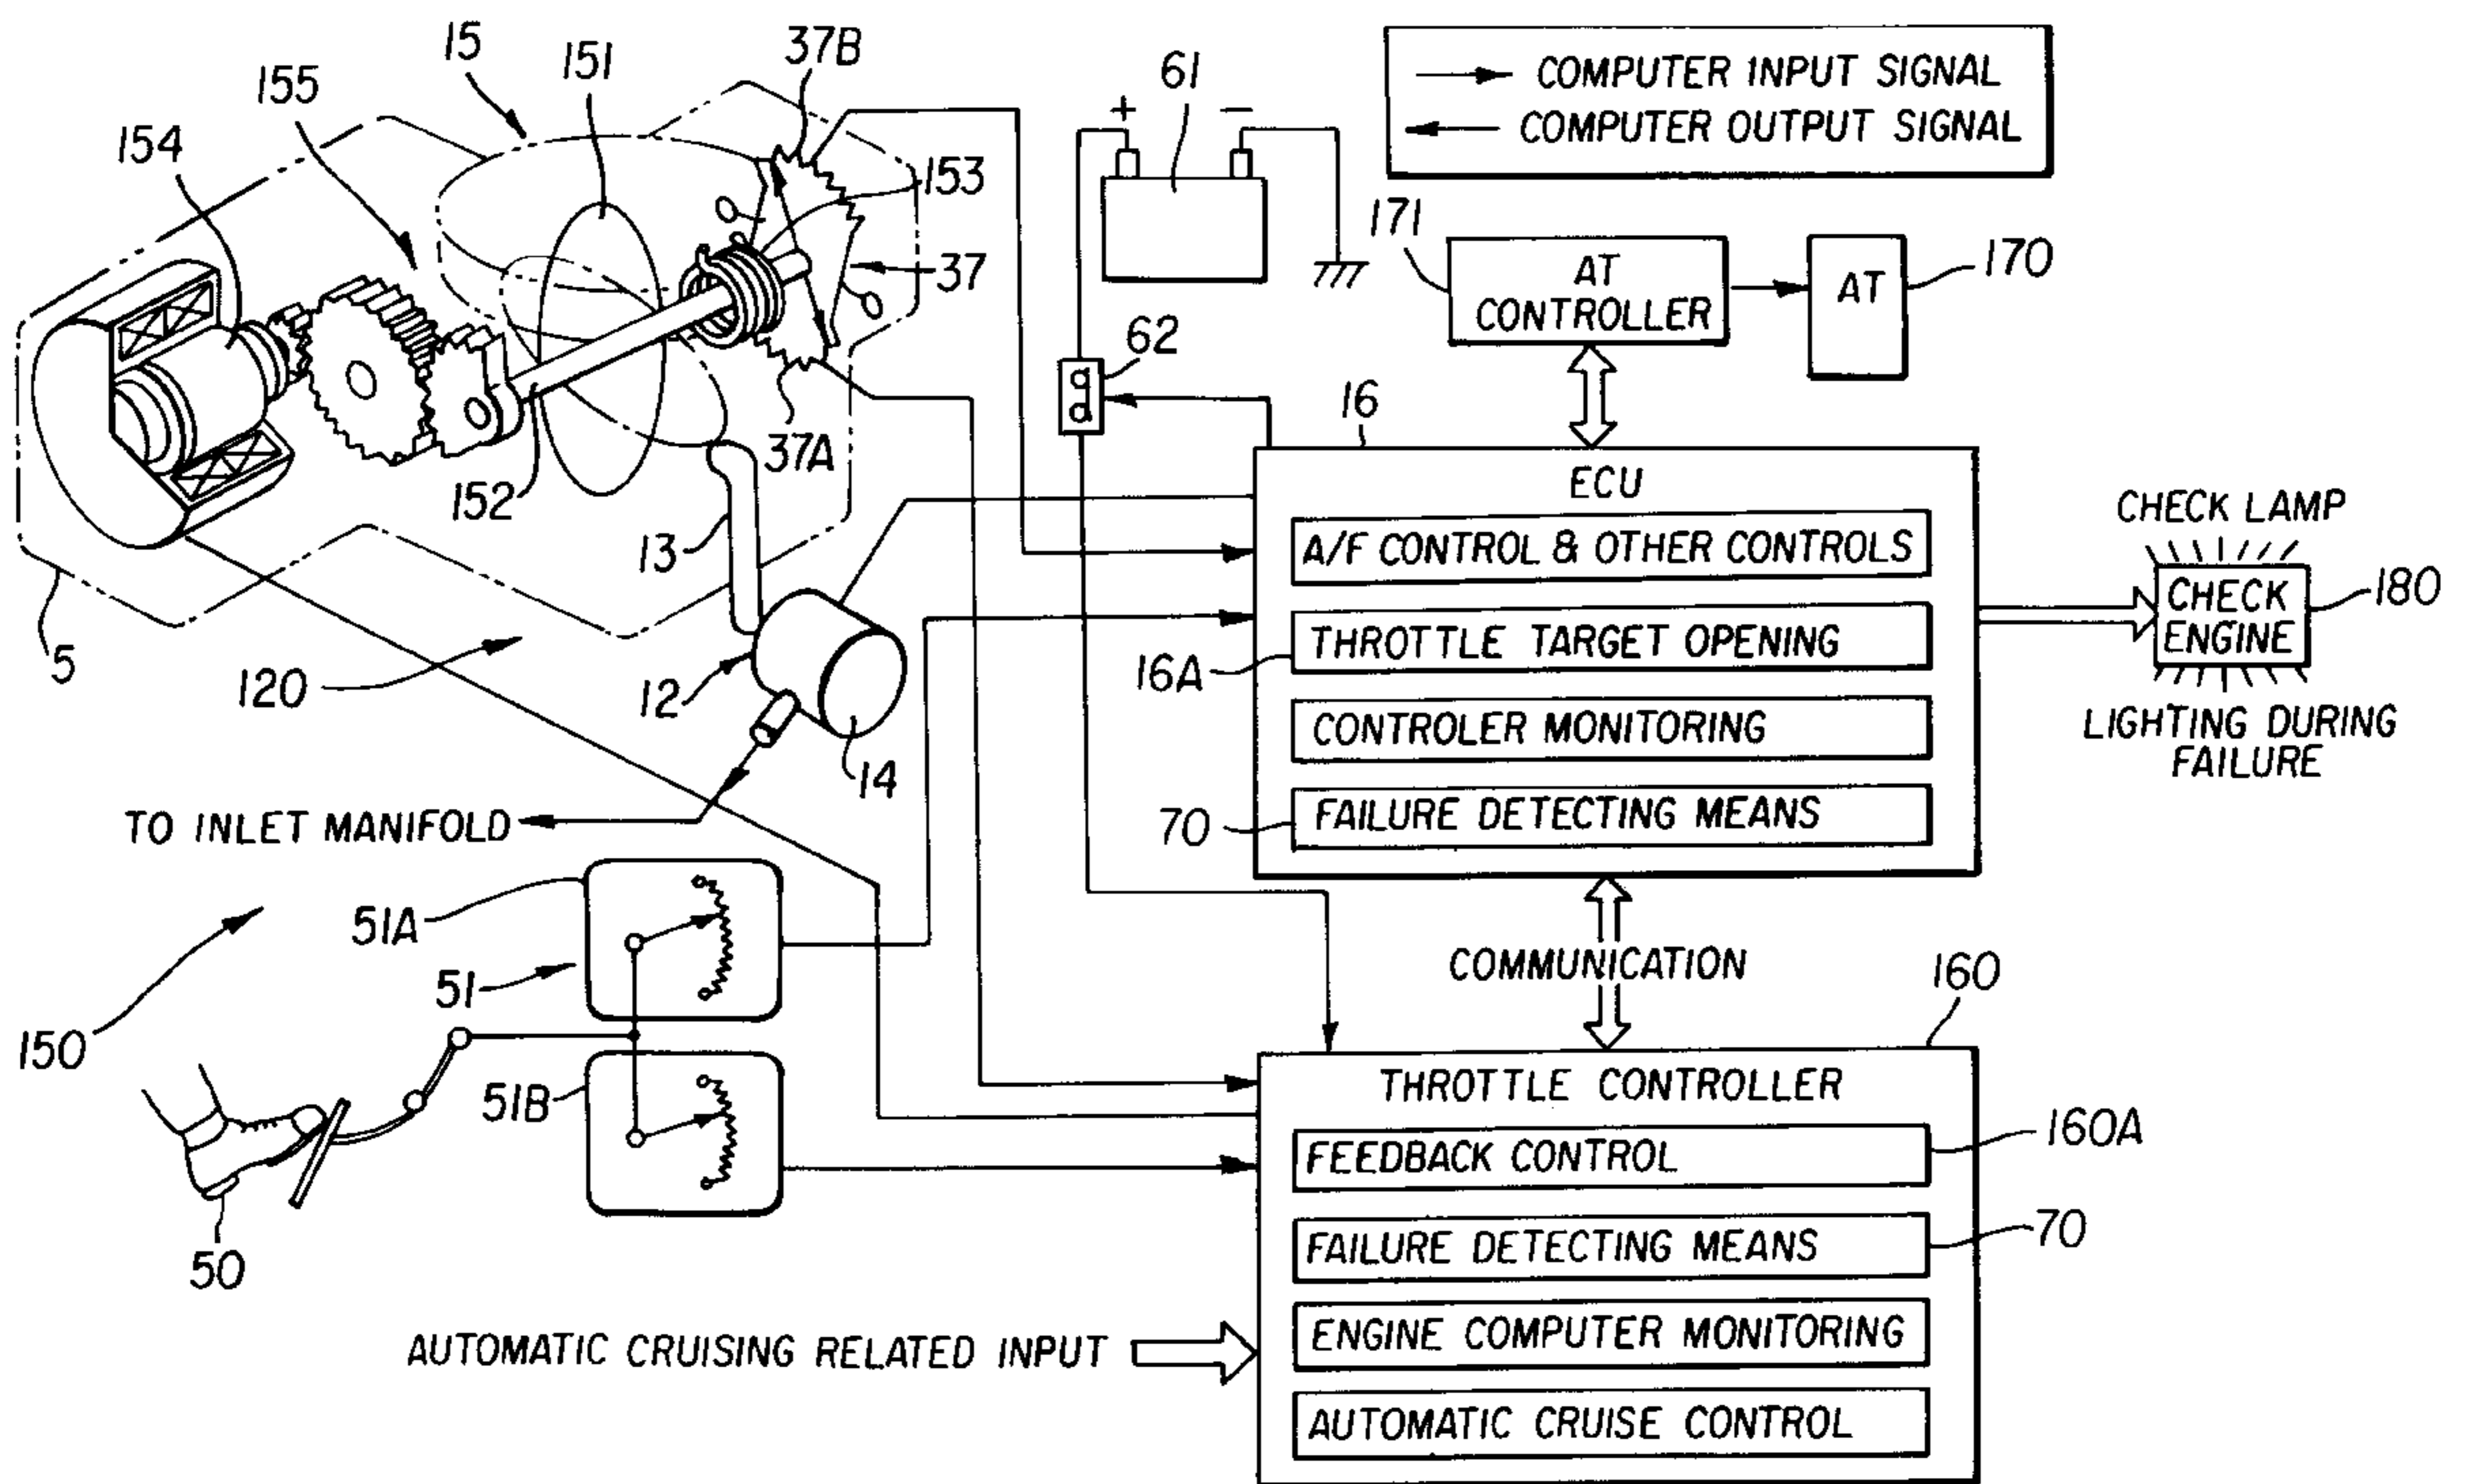 15
151
37B
155
154
153
37
37A
152
13
5
120
12
14
TO INLET MANIFOLD
+
61
−
62
COMPUTER INPUT SIGNAL
COMPUTER OUTPUT SIGNAL
171
AT
CONTROLLER
AT
170
16
ECU
A/F CONTROL & OTHER CONTROLS
THROTTLE TARGET OPENING
16A
CONTROLER MONITORING
70
FAILURE DETECTING MEANS
CHECK LAMP
CHECK
ENGINE
180
LIGHTING DURING
FAILURE
COMMUNICATION
51A
51
150
51B
50
160
THROTTLE CONTROLLER
FEEDBACK CONTROL
160A
FAILURE DETECTING MEANS
70
ENGINE COMPUTER MONITORING
AUTOMATIC CRUISING RELATED INPUT
AUTOMATIC CRUISE CONTROL